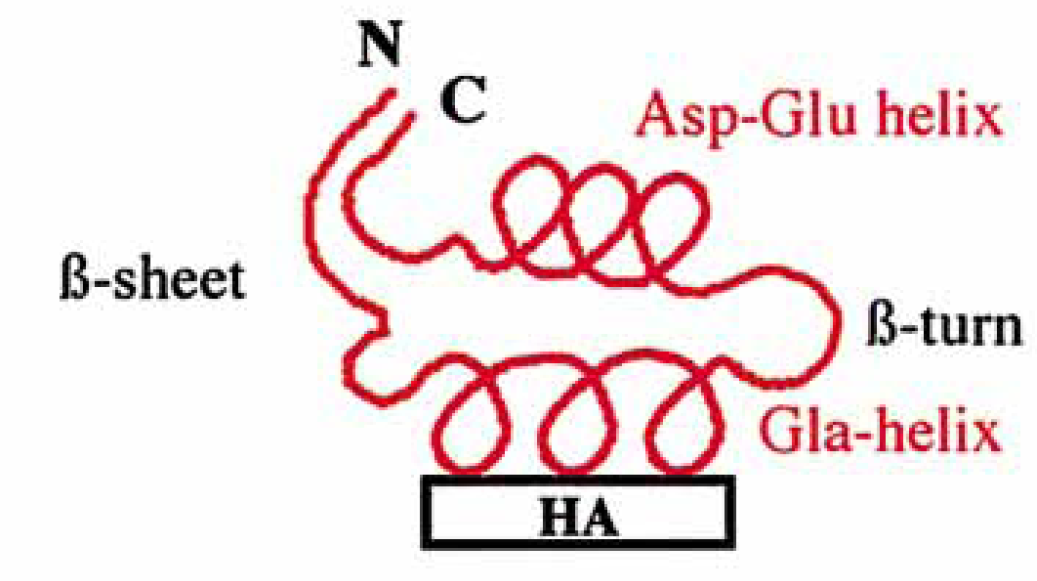 N
C
Asp-Glu helix
ß-sheet
ß-turn
Gla-helix
HA